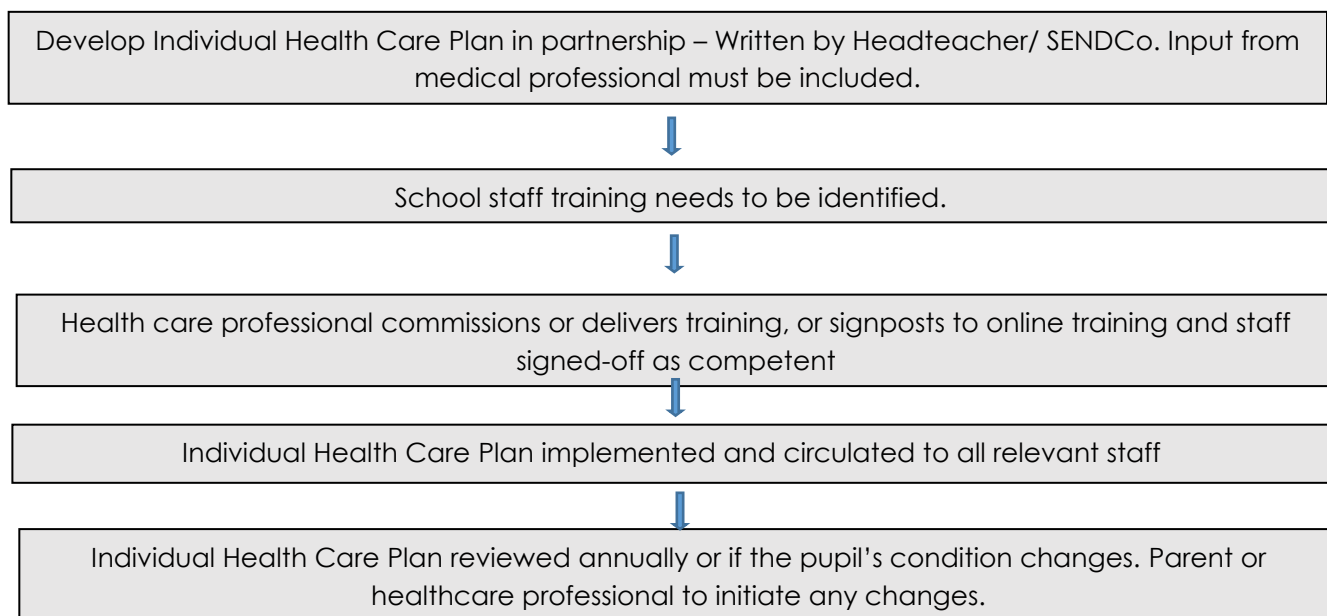 Develop Individual Health Care Plan in partnership – Written by Headteacher/ SENDCo. Input from
medical professional must be included.
School staff training needs to be identified.
Health care professional commissions or delivers training, or signposts to online training and staff
signed-off as competent
Individual Health Care Plan implemented and circulated to all relevant staff
Individual Health Care Plan reviewed annually or if the pupil’s condition changes. Parent or
healthcare professional to initiate any changes.